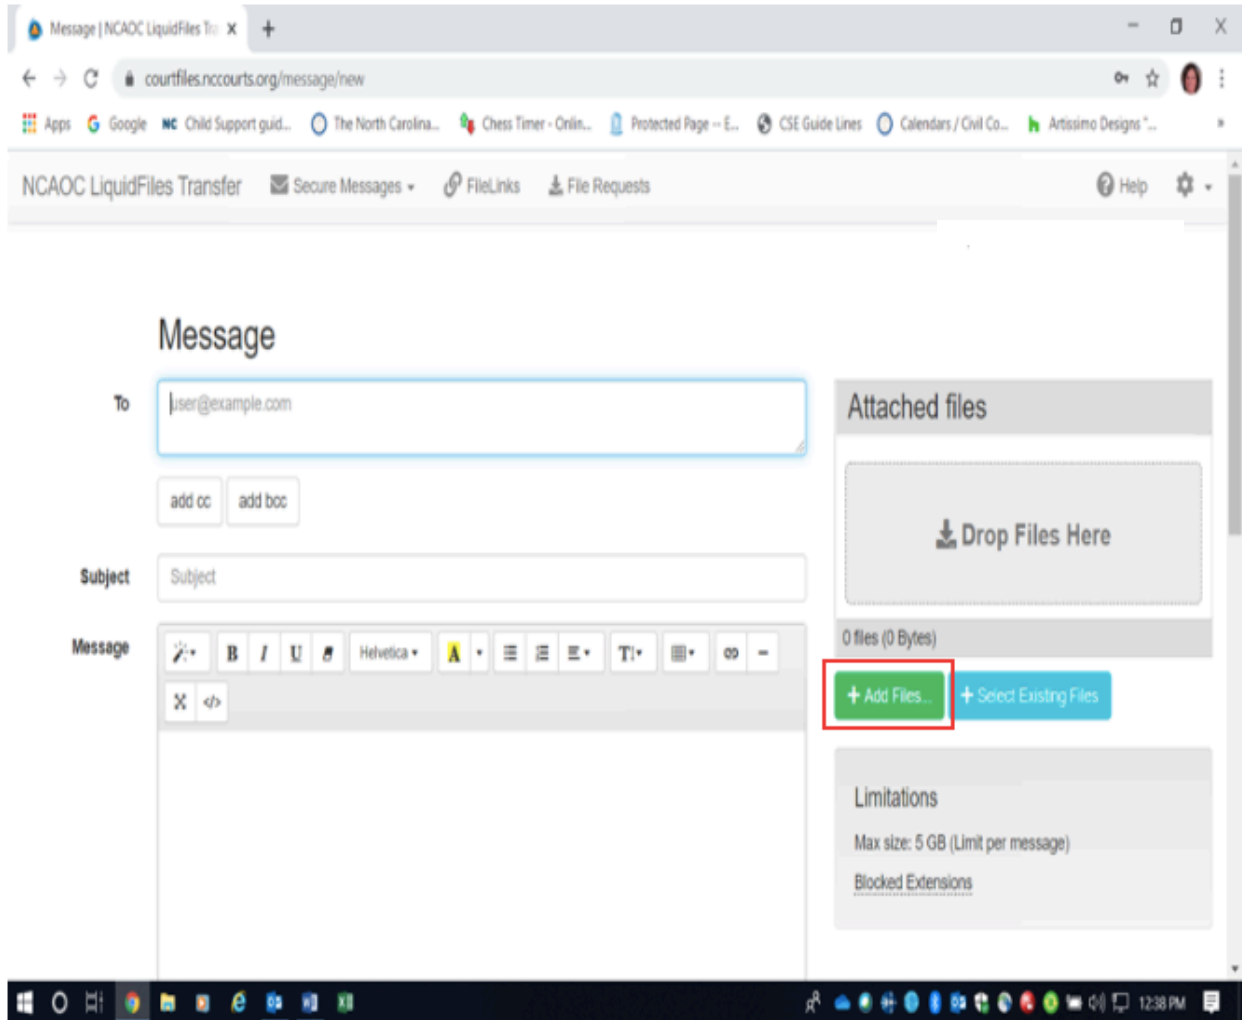 Message | NCAOC LiquidFiles Tra
courtfiles.nccourts.org/message/new
Apps Google NC Child Support guid... The North Carolina... Chess Timer - Onlin... Protected Page -- E... CSE Guide Lines Calendars / Civil Co... Artissimo Designs "... »
NCAOC LiquidFiles Transfer Secure Messages FileLinks File Requests Help
Message
To user@example.com
Attached files
add cc add bcc
Drop Files Here
Subject Subject
0 files (0 Bytes)
Message B I U Helvetica A T
</>
+ Add Files... + Select Existing Files
Limitations
Max size: 5 GB (Limit per message)
Blocked Extensions
12:38 PM